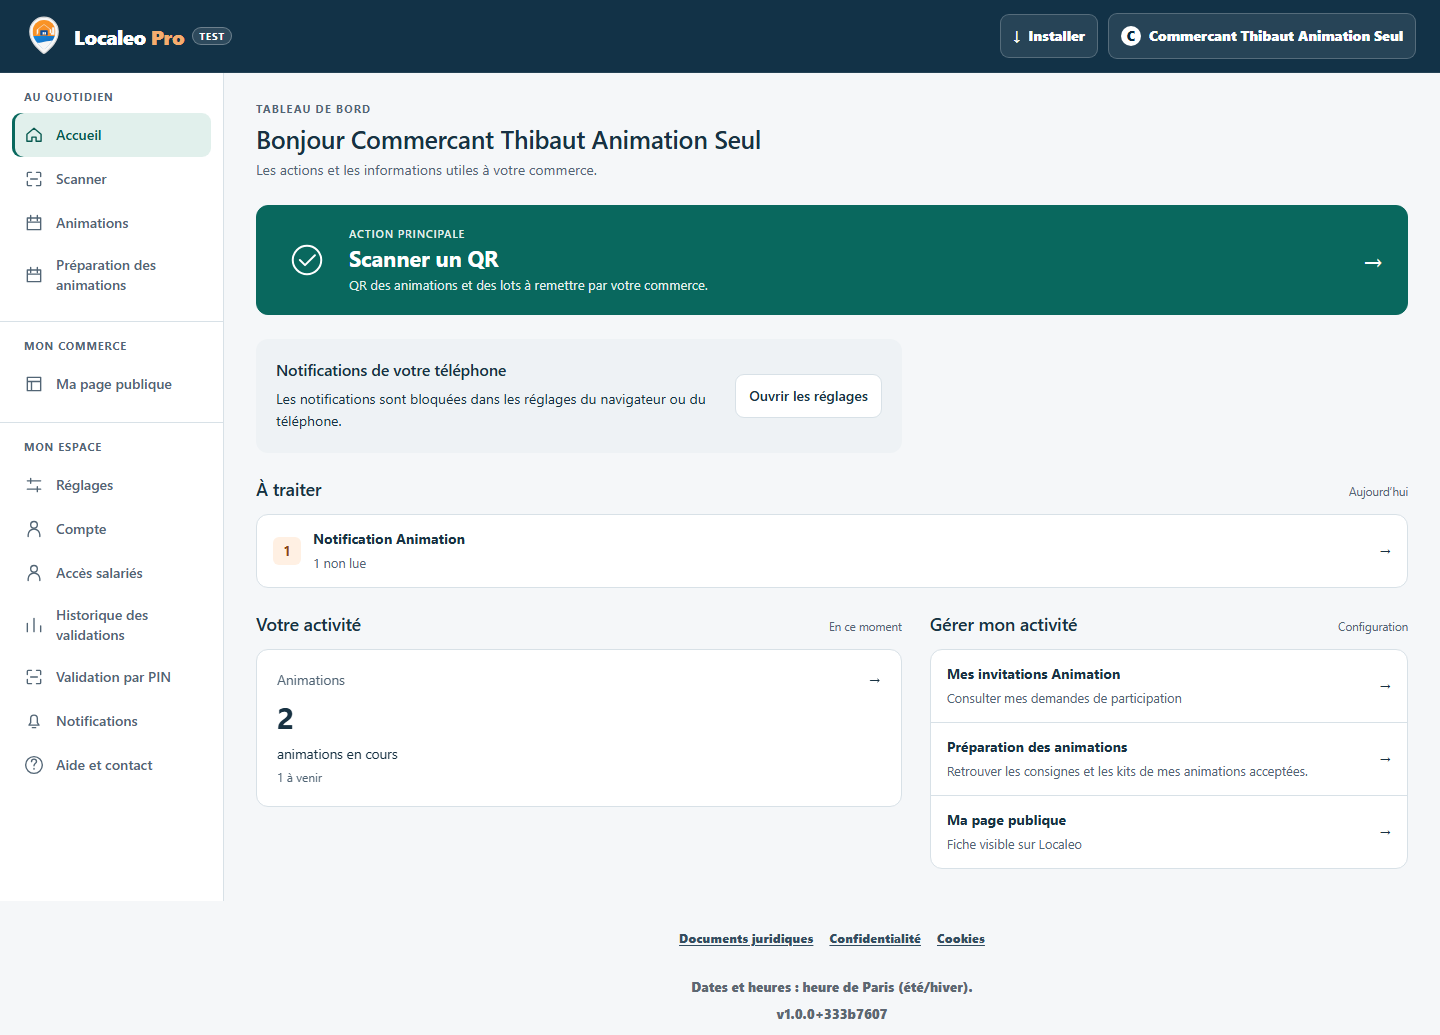 Localeo Pro TEST
↓ Installer
C Commercant Thibaut Animation Seul
AU QUOTIDIEN
Accueil
Scanner
Animations
Préparation des
animations
MON COMMERCE
Ma page publique
MON ESPACE
Réglages
Compte
Accès salariés
Historique des
validations
Validation par PIN
Notifications
Aide et contact
TABLEAU DE BORD
Bonjour Commercant Thibaut Animation Seul
Les actions et les informations utiles à votre commerce.
ACTION PRINCIPALE
Scanner un QR
QR des animations et des lots à remettre par votre commerce.
→
Notifications de votre téléphone
Les notifications sont bloquées dans les réglages du navigateur ou du
téléphone.
Ouvrir les réglages
À traiter
Aujourd'hui
1
Notification Animation
1 non lue
→
Votre activité
En ce moment
Animations
→
2
animations en cours
1 à venir
Gérer mon activité
Configuration
Mes invitations Animation
Consulter mes demandes de participation
→
Préparation des animations
Retrouver les consignes et les kits de mes animations acceptées.
→
Ma page publique
Fiche visible sur Localeo
→
Documents juridiques Confidentialité Cookies
Dates et heures : heure de Paris (été/hiver).
v1.0.0+333b7607